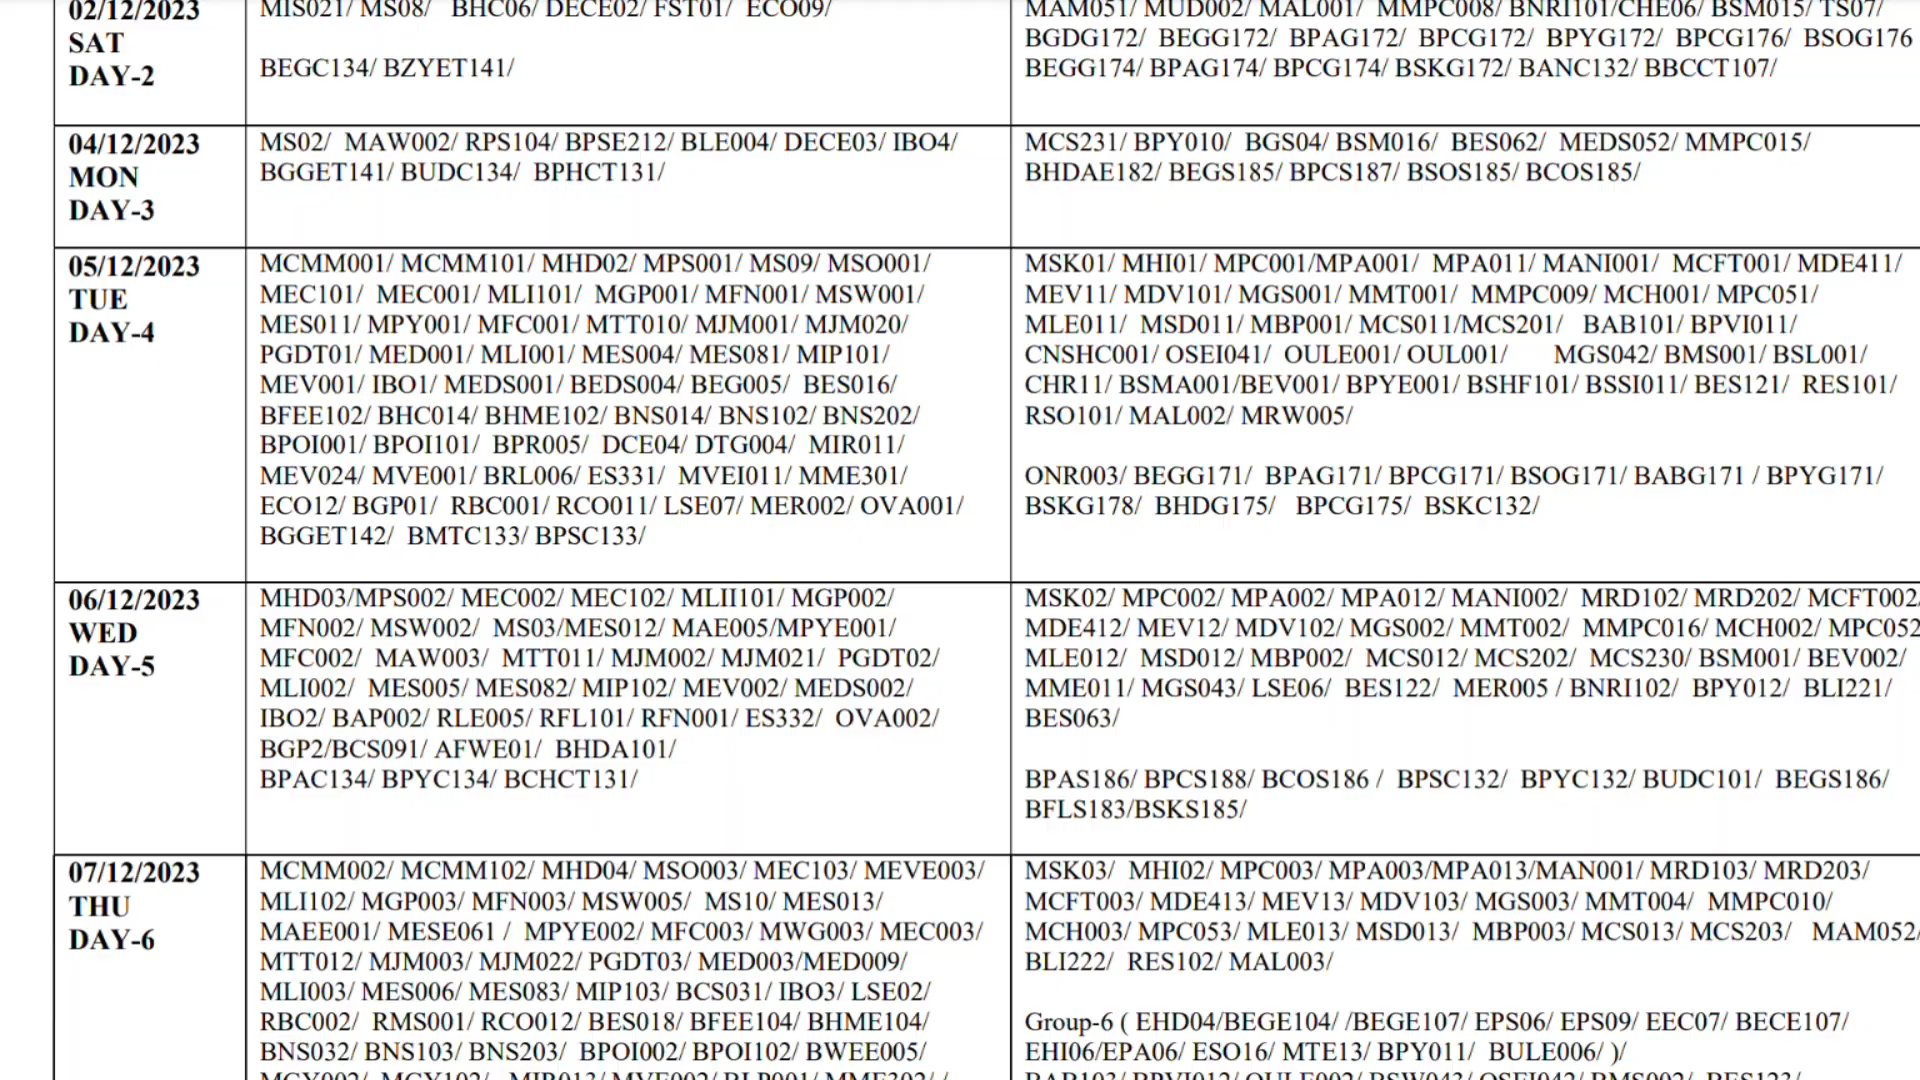 02/12/2023
SAT
DAY-2
MIS021/ MS08/ BHC06/ DECE02/ FST01/ ECO09/
BEGC134/ BZYET141/
MAM051/ MUD002/ MAL001/ MMPC008/ BNRI101/CHE06/ BSM015/ TS07/
BGDG172/ BEGG172/ BPAG172/ BPCG172/ BPYG172/ BPCG176/ BSOG176
BEGG174/ BPAG174/ BPCG174/ BSKG172/ BANC132/ BBCCT107/
04/12/2023
MON
DAY-3
MS02/ MAW002/ RPS104/ BPSE212/ BLE004/ DECE03/ IBO4/
BGGET141/ BUDC134/ BPHCT131/
MCS231/ BPY010/ BGS04/ BSM016/ BES062/ MEDS052/ MMPC015/
BHDAE182/ BEGS185/ BPCS187/ BSOS185/ BCOS185/
05/12/2023
TUE
DAY-4
MCMM001/ MCMM101/ MHD02/ MPS001/ MS09/ MSO001/
MEC101/ MEC001/ MLI101/ MGP001/ MFN001/ MSW001/
MES011/ MPY001/ MFC001/ MTT010/ MJM001/ MJM020/
PGDT01/ MED001/ MLI001/ MES004/ MES081/ MIP101/
MEV001/ IBO1/ MEDS001/ BEDS004/ BEG005/ BES016/
BFEE102/ BHC014/ BHME102/ BNS014/ BNS102/ BNS202/
BPOI001/ BPOI101/ BPR005/ DCE04/ DTG004/ MIR011/
MEV024/ MVE001/ BRL006/ ES331/ MVEI011/ MME301/
ECO12/ BGP01/ RBC001/ RCO011/ LSE07/ MER002/ OVA001/
BGGET142/ BMTC133/ BPSC133/
MSK01/ MHI01/ MPC001/MPA001/ MPA011/ MANI001/ MCFT001/ MDE411/
MEV11/ MDV101/ MGS001/ MMT001/ MMPC009/ MCH001/ MPC051/
MLE011/ MSD011/ MBP001/ MCS011/MCS201/ BAB101/ BPVI011/
CNSHC001/ OSEI041/ OULE001/ OUL001/ MGS042/ BMS001/ BSL001/
CHR11/ BSMA001/BEV001/ BPYE001/ BSHF101/ BSSI011/ BES121/ RES101/
RSO101/ MAL002/ MRW005/
ONR003/ BEGG171/ BPAG171/ BPCG171/ BSOG171/ BABG171 / BPYG171/
BSKG178/ BHDG175/ BPCG175/ BSKC132/
06/12/2023
WED
DAY-5
MHD03/MPS002/ MEC002/ MEC102/ MLII101/ MGP002/
MFN002/ MSW002/ MS03/MES012/ MAE005/MPYE001/
MFC002/ MAW003/ MTT011/ MJM002/ MJM021/ PGDT02/
MLI002/ MES005/ MES082/ MIP102/ MEV002/ MEDS002/
IBO2/ BAP002/ RLE005/ RFL101/ RFN001/ ES332/ OVA002/
BGP2/BCS091/ AFWE01/ BHDA101/
BPAC134/ BPYC134/ BCHCT131/
MSK02/ MPC002/ MPA002/ MPA012/ MANI002/ MRD102/ MRD202/ MCFT002/
MDE412/ MEV12/ MDV102/ MGS002/ MMT002/ MMPC016/ MCH002/ MPC052
MLE012/ MSD012/ MBP002/ MCS012/ MCS202/ MCS230/ BSM001/ BEV002/
MME011/ MGS043/ LSE06/ BES122/ MER005 / BNRI102/ BPY012/ BLI221/
BES063/
BPAS186/ BPCS188/ BCOS186 / BPSC132/ BPYC132/ BUDC101/ BEGS186/
BFLS183/BSKS185/
07/12/2023
THU
DAY-6
MCMM002/ MCMM102/ MHD04/ MSO003/ MEC103/ MEVE003/
MLI102/ MGP003/ MFN003/ MSW005/ MS10/ MES013/
MAEE001/ MESE061 / MPYE002/ MFC003/ MWG003/ MEC003/
MTT012/ MJM003/ MJM022/ PGDT03/ MED003/MED009/
MLI003/ MES006/ MES083/ MIP103/ BCS031/ IBO3/ LSE02/
RBC002/ RMS001/ RCO012/ BES018/ BFEE104/ BHME104/
BNS032/ BNS103/ BNS203/ BPOI002/ BPOI102/ BWEE005/
MSK03/ MHI02/ MPC003/ MPA003/MPA013/MAN001/ MRD103/ MRD203/
MCFT003/ MDE413/ MEV13/ MDV103/ MGS003/ MMT004/ MMPC010/
MCH003/ MPC053/ MLE013/ MSD013/ MBP003/ MCS013/ MCS203/ MAM052/
BLI222/ RES102/ MAL003/
Group-6 ( EHD04/BEGE104/ /BEGE107/ EPS06/ EPS09/ EEC07/ BECE107/
EHI06/EPA06/ ESO16/ MTE13/ BPY011/ BULE006/ )/